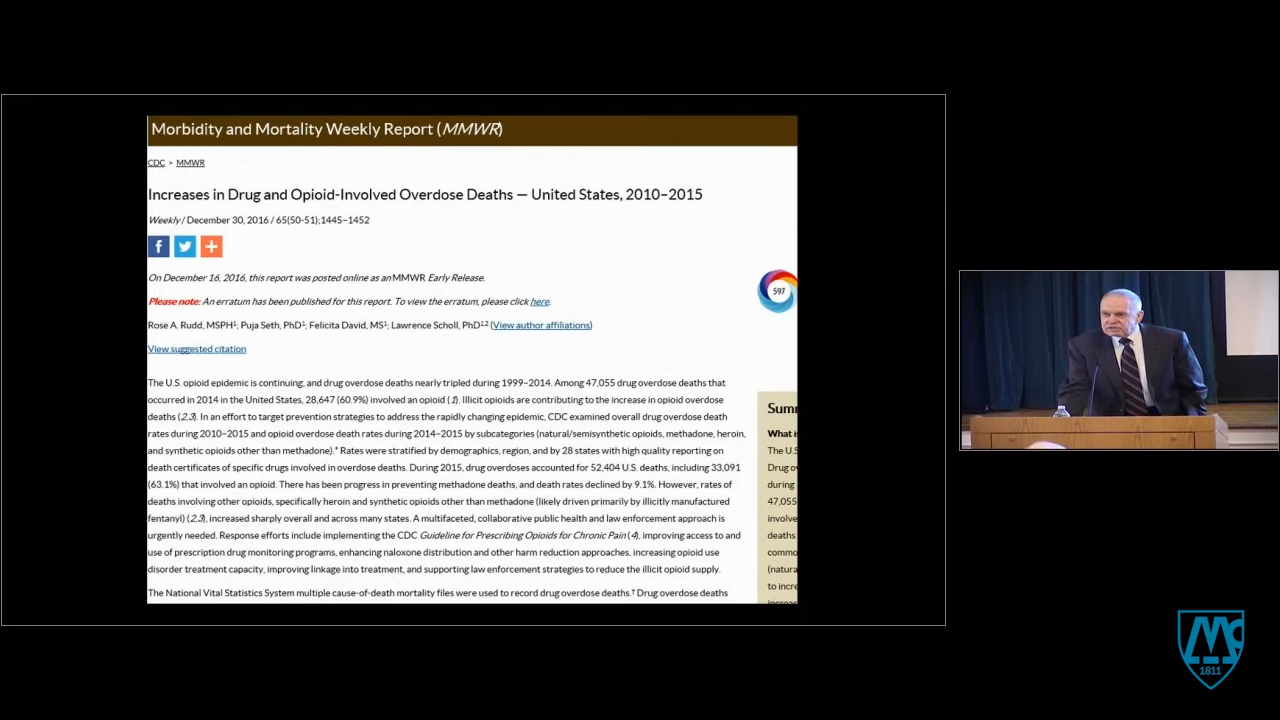 Morbidity and Mortality Weekly Report (MMWR)
CDC > MMWR
Increases in Drug and Opioid-Involved Overdose Deaths — United States, 2010–2015
Weekly / December 30, 2016 / 65(50-51);1445–1452
f +
On December 16, 2016, this report was posted online as an MMWR Early Release.
597
Please note: An erratum has been published for this report. To view the erratum, please click here.
Rose A. Rudd, MSPH1; Puja Seth, PhD1; Felicita David, MS1; Lawrence Scholl, PhD1,2 (View author affiliations)
View suggested citation
The U.S. opioid epidemic is continuing, and drug overdose deaths nearly tripled during 1999–2014. Among 47,055 drug overdose deaths that
occurred in 2014 in the United States, 28,647 (60.9%) involved an opioid (1). Illicit opioids are contributing to the increase in opioid overdose
deaths (2,3). In an effort to target prevention strategies to address the rapidly changing epidemic, CDC examined overall drug overdose death
rates during 2010–2015 and opioid overdose death rates during 2014–2015 by subcategories (natural/semisynthetic opioids, methadone, heroin,
and synthetic opioids other than methadone).* Rates were stratified by demographics, region, and by 28 states with high quality reporting on
death certificates of specific drugs involved in overdose deaths. During 2015, drug overdoses accounted for 52,404 U.S. deaths, including 33,091
(63.1%) that involved an opioid. There has been progress in preventing methadone deaths, and death rates declined by 9.1%. However, rates of
deaths involving other opioids, specifically heroin and synthetic opioids other than methadone (likely driven primarily by illicitly manufactured
fentanyl) (2,3), increased sharply overall and across many states. A multifaceted, collaborative public health and law enforcement approach is
urgently needed. Response efforts include implementing the CDC Guideline for Prescribing Opioids for Chronic Pain (4), improving access to and
use of prescription drug monitoring programs, enhancing naloxone distribution and other harm reduction approaches, increasing opioid use
disorder treatment capacity, improving linkage into treatment, and supporting law enforcement strategies to reduce the illicit opioid supply.
The National Vital Statistics System multiple cause-of-death mortality files were used to record drug overdose deaths.† Drug overdose deaths
Sum
What i
The U.S
Drug o
during
47,055
involve
deaths
commo
(natura
to incre
increas
1811